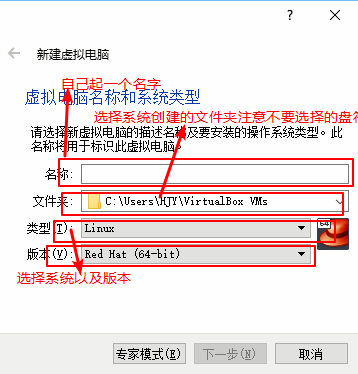 ?
新建虚拟电脑
自己起一个名字
虚拟电脑名称和系统类型
选择系统创建的文件夹注意不要选择的盘符
请选择新虚拟电脑的描述名称及要安装的操作系统类型。此
名称将用于标识此虚拟电脑。
名称:
文件夹: C:\Users\HJY\VirtualBox VMs
类型(T): Linux
64
版本(V): Red Hat (64-bit)
选择系统以及版本
专家模式(E) 下一步(N) 取消